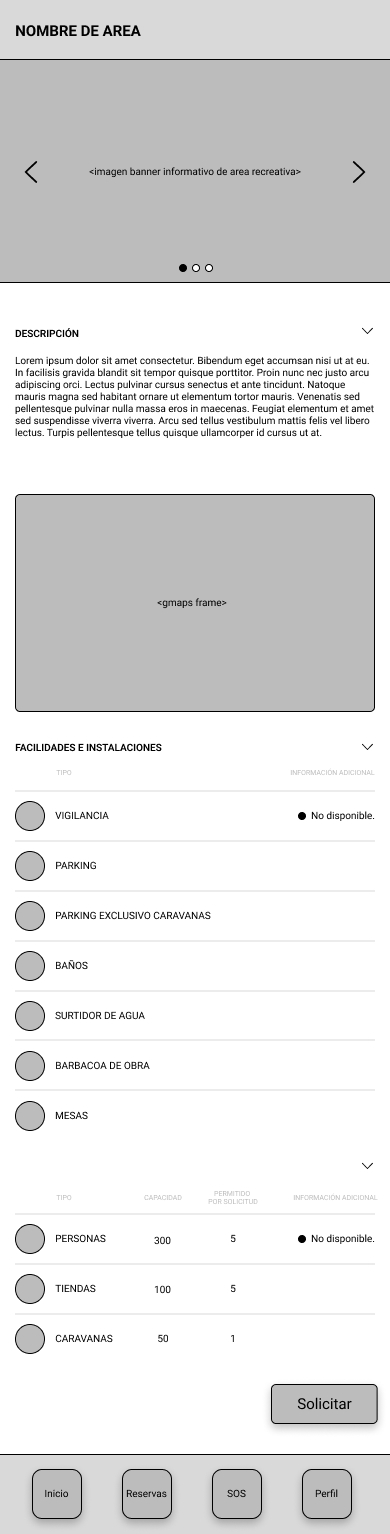 NOMBRE DE AREA
<imagen banner informativo de area recreativa>
DESCRIPCIÓN
Lorem ipsum dolor sit amet consectetur. Bibendum eget accumsan nisi ut at eu.
In facilisis gravida blandit sit tempor quisque porttitor. Proin nunc nec justo arcu
adipiscing orci. Lectus pulvinar cursus senectus et ante tincidunt. Natoque
mauris magna sed habitant ornare ut elementum tortor mauris. Venenatis sed
pellentesque pulvinar nulla massa eros in maecenas. Feugiat elementum et amet
sed suspendisse viverra viverra. Arcu sed tellus vestibulum mattis felis vel libero
lectus. Turpis pellentesque tellus quisque ullamcorper id cursus ut at.
<gmaps frame>
FACILIDADES E INSTALACIONES
TIPO INFORMACIÓN ADICIONAL
VIGILANCIA No disponible.
PARKING
PARKING EXCLUSIVO CARAVANAS
BAÑOS
SURTIDOR DE AGUA
BARBACOA DE OBRA
MESAS
TIPO CAPACIDAD PERMITIDO POR SOLICITUD INFORMACIÓN ADICIONAL
PERSONAS 300 5 No disponible.
TIENDAS 100 5
CARAVANAS 50 1
Solicitar
Inicio Reservas SOS Perfil